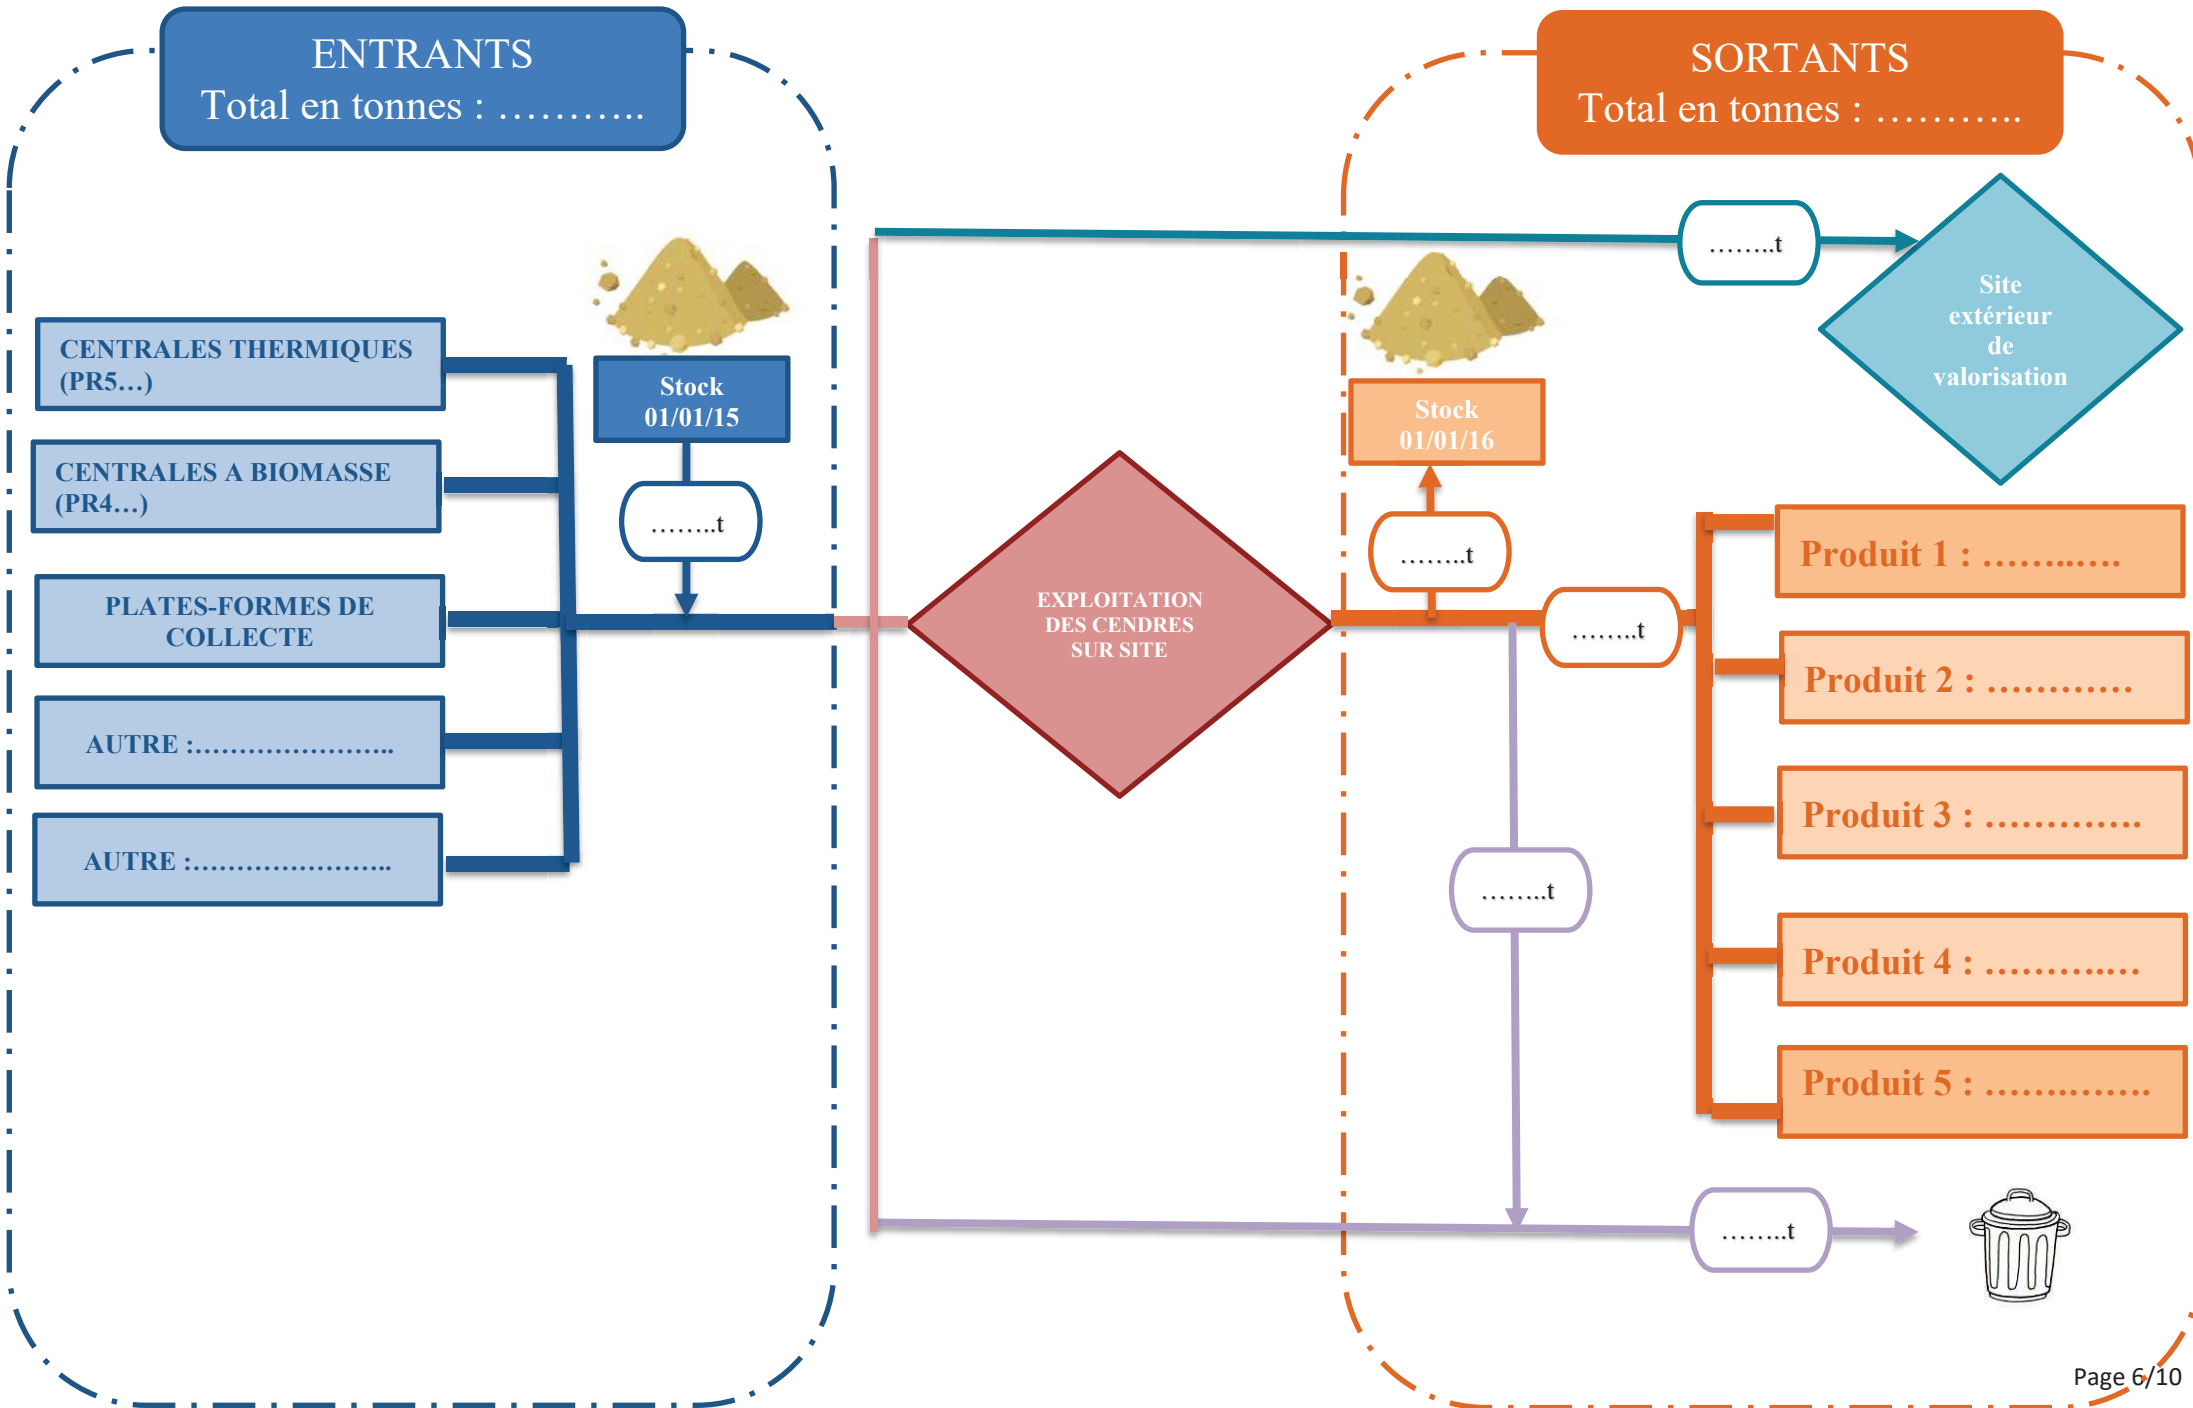 ENTRANTS
Total en tonnes : ………..
CENTRALES THERMIQUES
(PR5…)
CENTRALES A BIOMASSE
(PR4…)
PLATES-FORMES DE
COLLECTE
AUTRE :…………………..
AUTRE :…………………..
Stock
01/01/15
……..t
EXPLOITATION
DES CENDRES
SUR SITE
SORTANTS
Total en tonnes : ………..
……..t
Site
extérieur
de
valorisation
Stock
01/01/16
……..t
……..t
Produit 1 : ……..….
Produit 2 : …………
Produit 3 : ………….
Produit 4 : ………..…
Produit 5 : ……..…….
……..t
……..t
Page 6/10